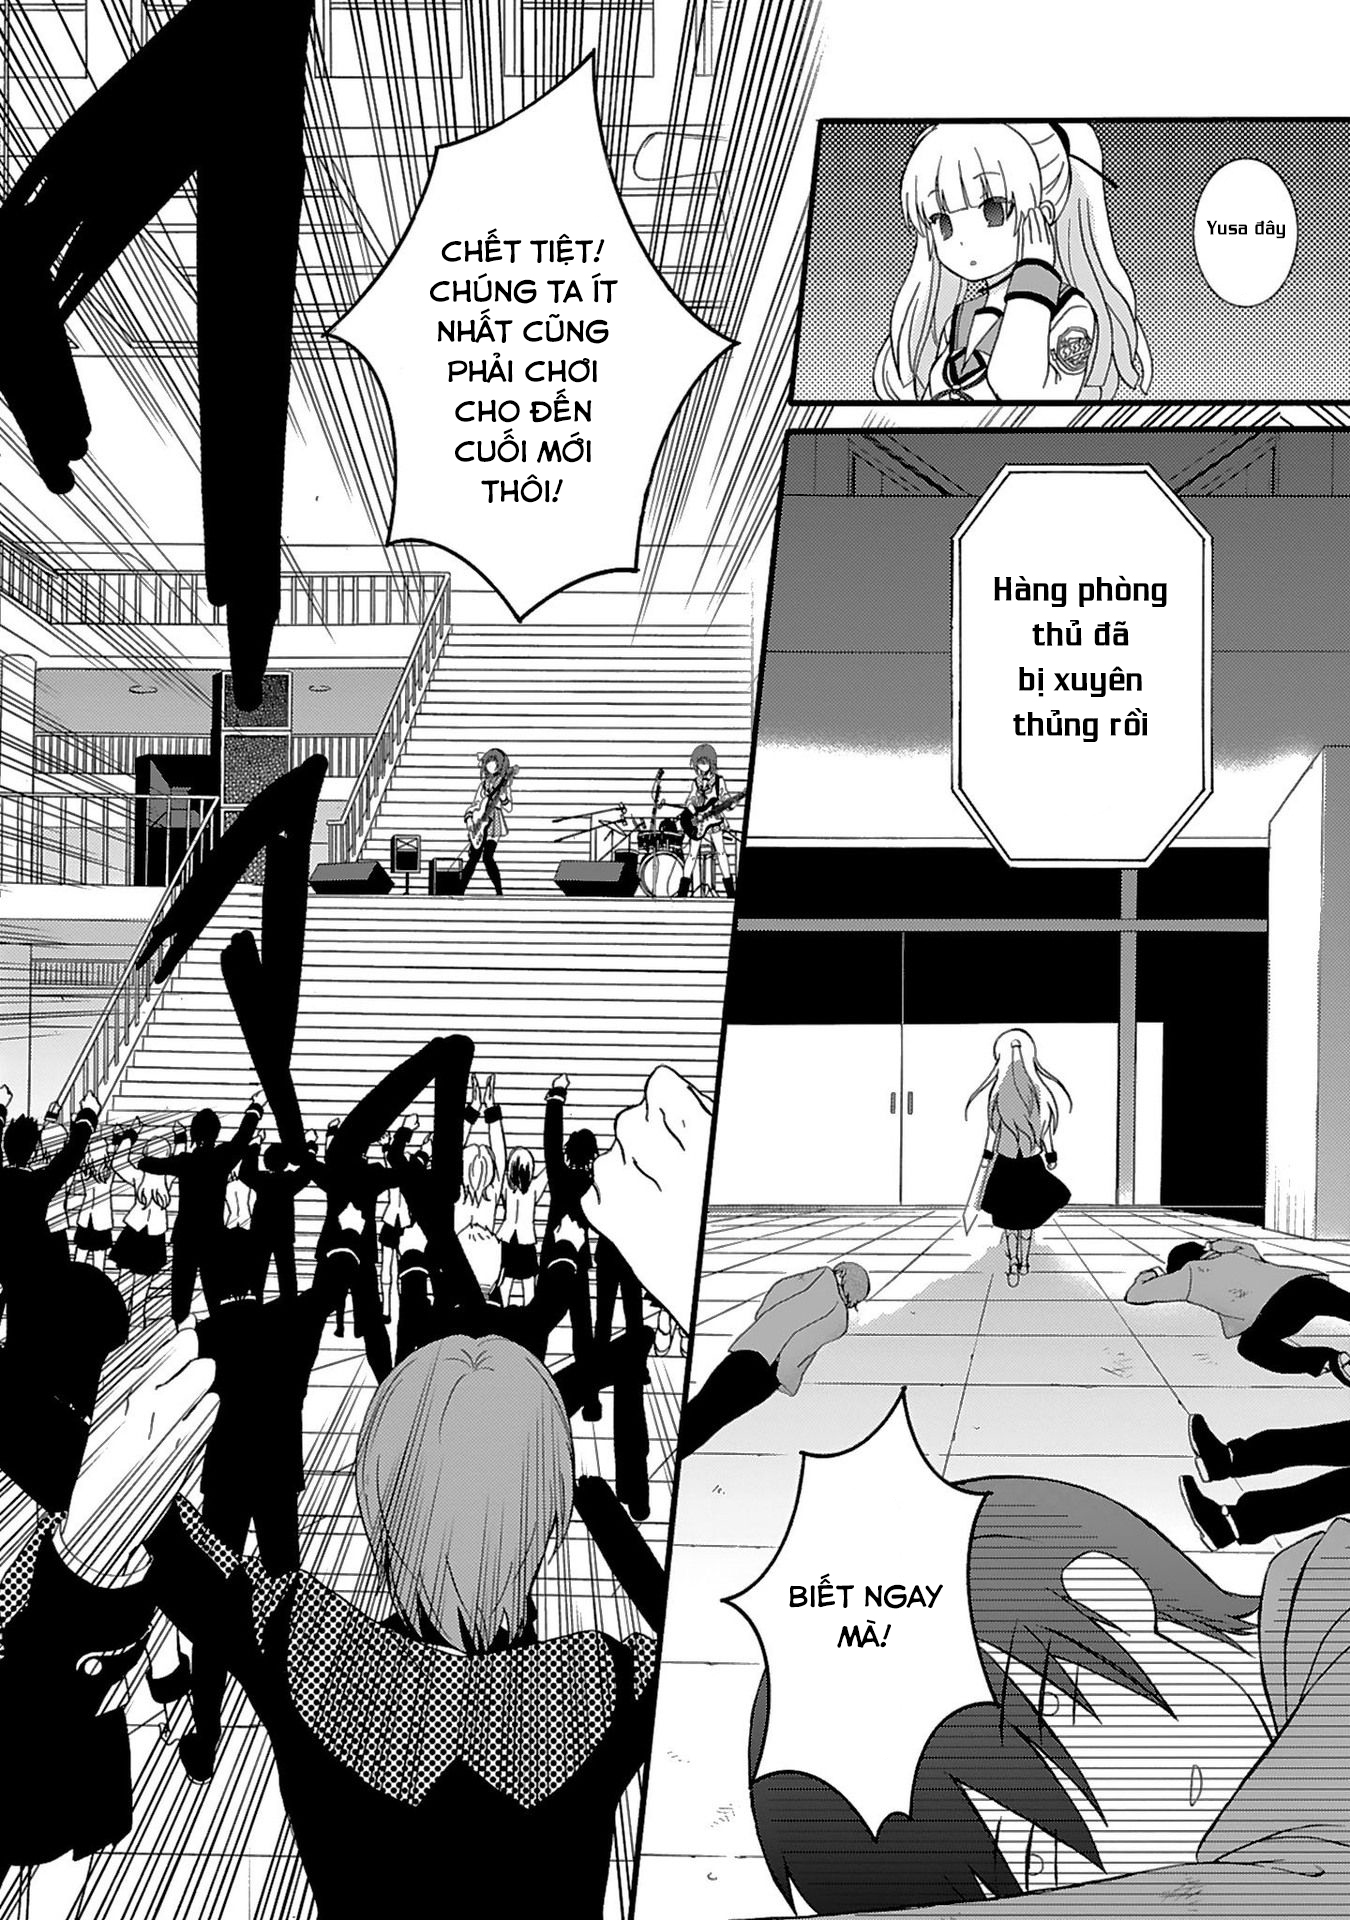 Yusa đây
Hàng phòng
thủ đã
bị xuyên
thủng rồi
BIẾT NGAY
MÀ!
CHẾT TIỆT!
CHÚNG TA ÍT
NHẤT CŨNG
PHẢI CHƠI
CHO ĐẾN
CUỐI MỚI
THÔI!